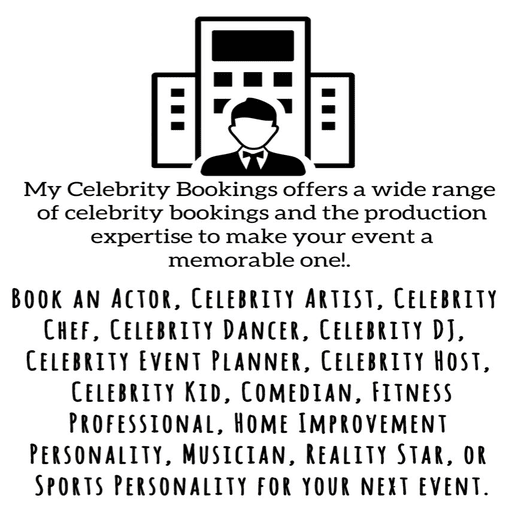 My Celebrity Bookings offers a wide range
of celebrity bookings and the production
expertise to make your event a
memorable one!.
Book an Actor, Celebrity Artist, Celebrity
Chef, Celebrity Dancer, Celebrity DJ,
Celebrity Event Planner, Celebrity Host,
Celebrity Kid, Comedian, Fitness
Professional, Home Improvement
Personality, Musician, Reality Star, or
Sports Personality for your next event.